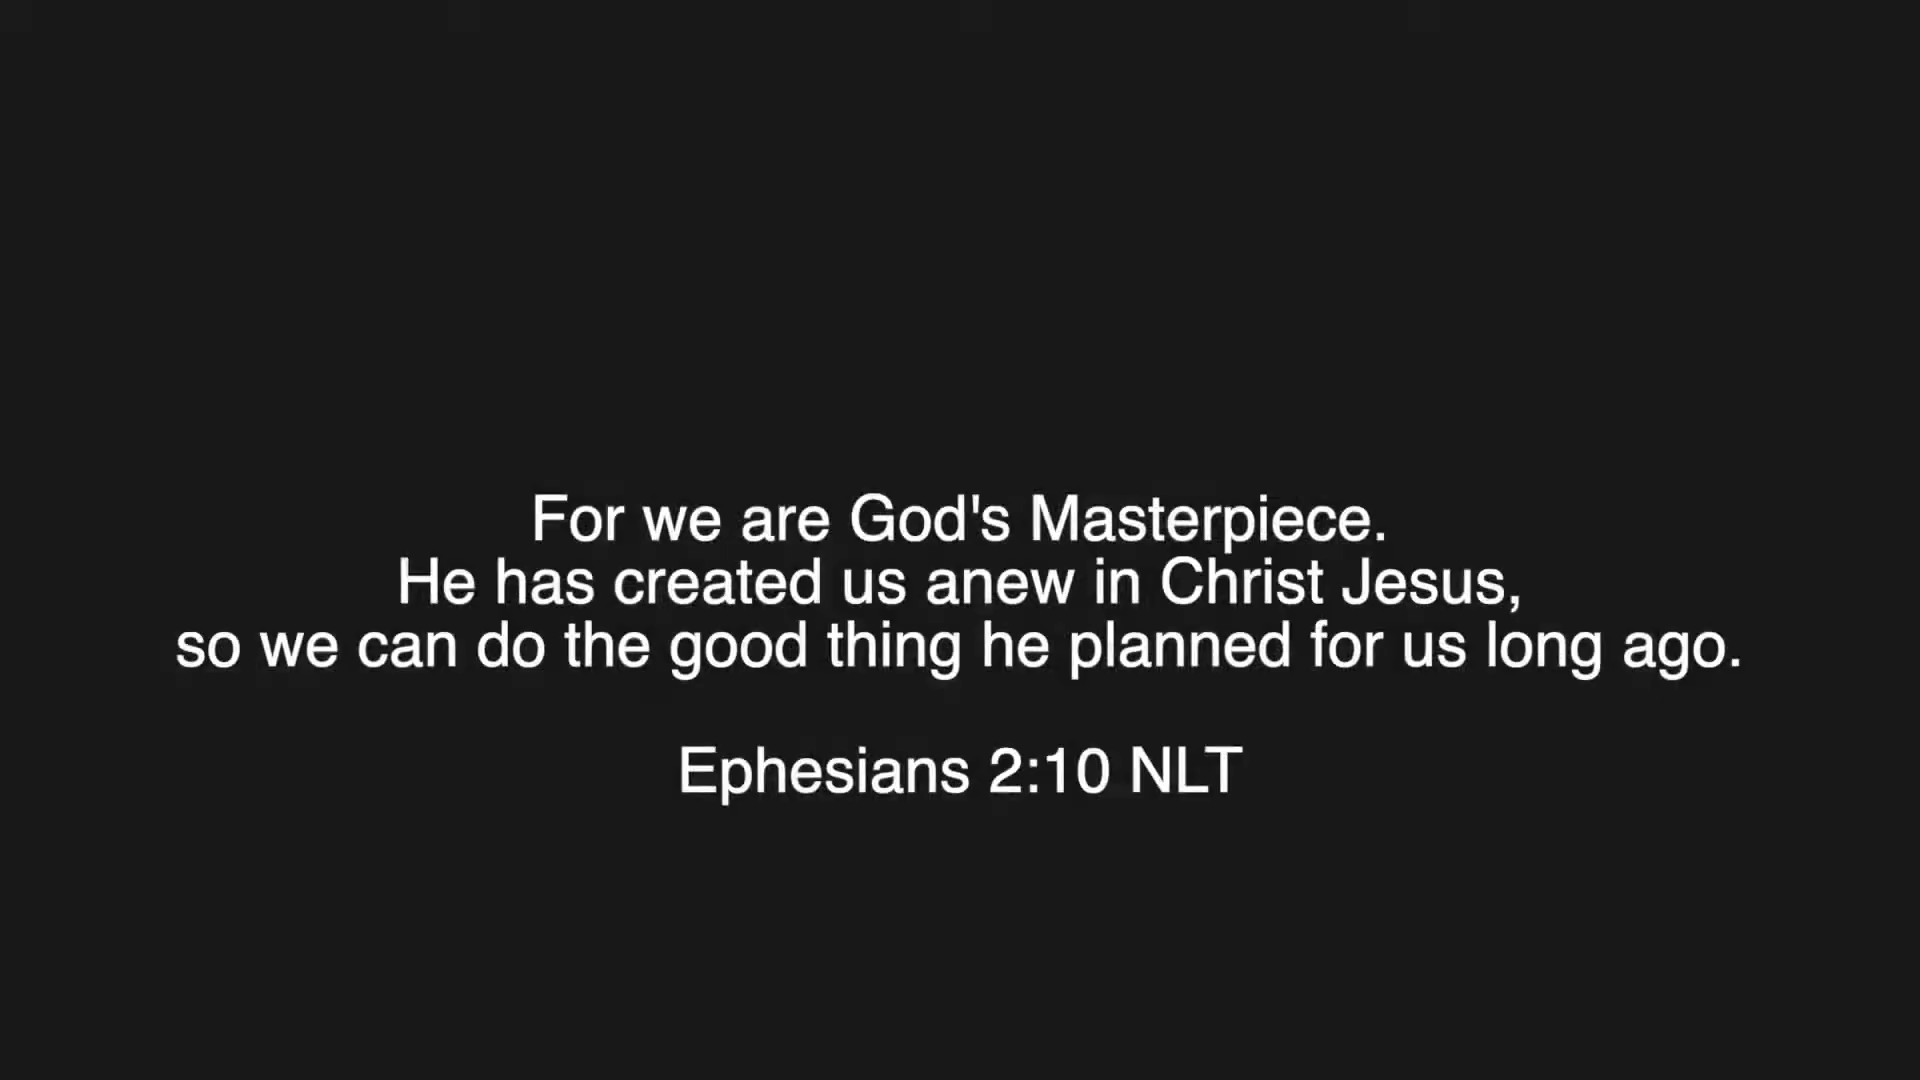 For we are God's Masterpiece.
He has created us anew in Christ Jesus,
so we can do the good thing he planned for us long ago.
Ephesians 2:10 NLT